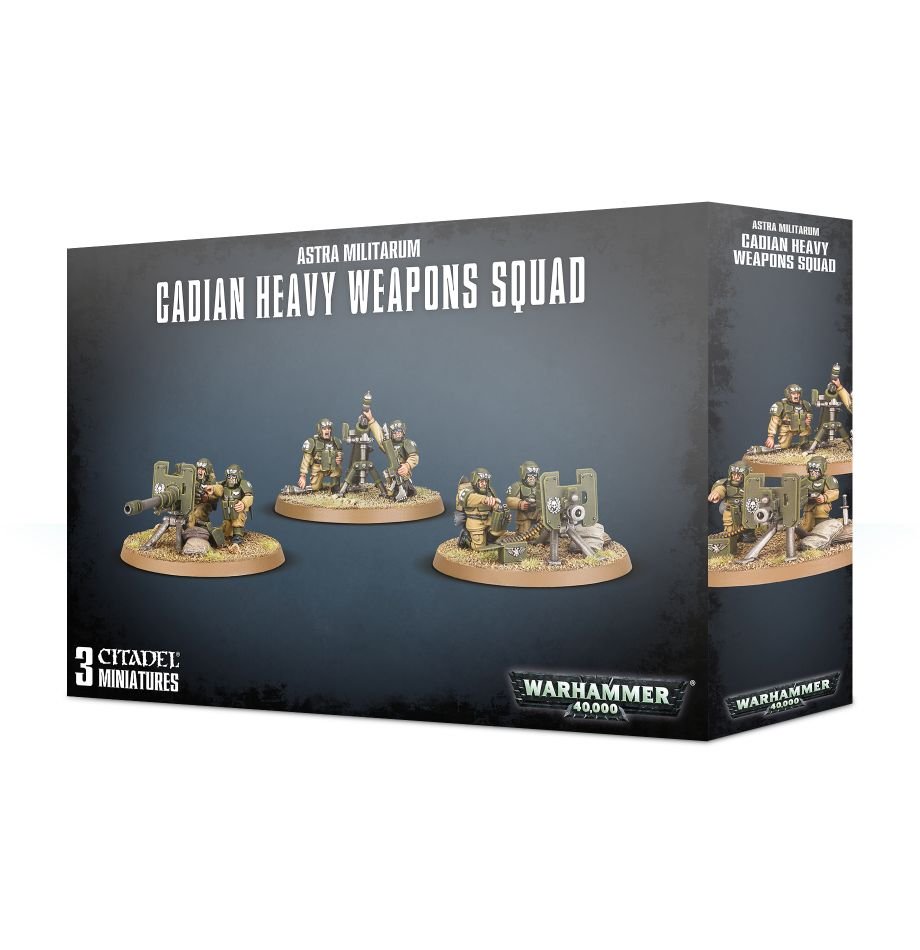 ASTRA MILITARUM
CADIAN HEAVY WEAPONS SQUAD
3 CITADEL®
MINIATURES
WARHAMMER®
40,000
ASTRA MILITARUM
CADIAN HEAVY
WEAPONS SQUAD
WARHAMMER
40,000